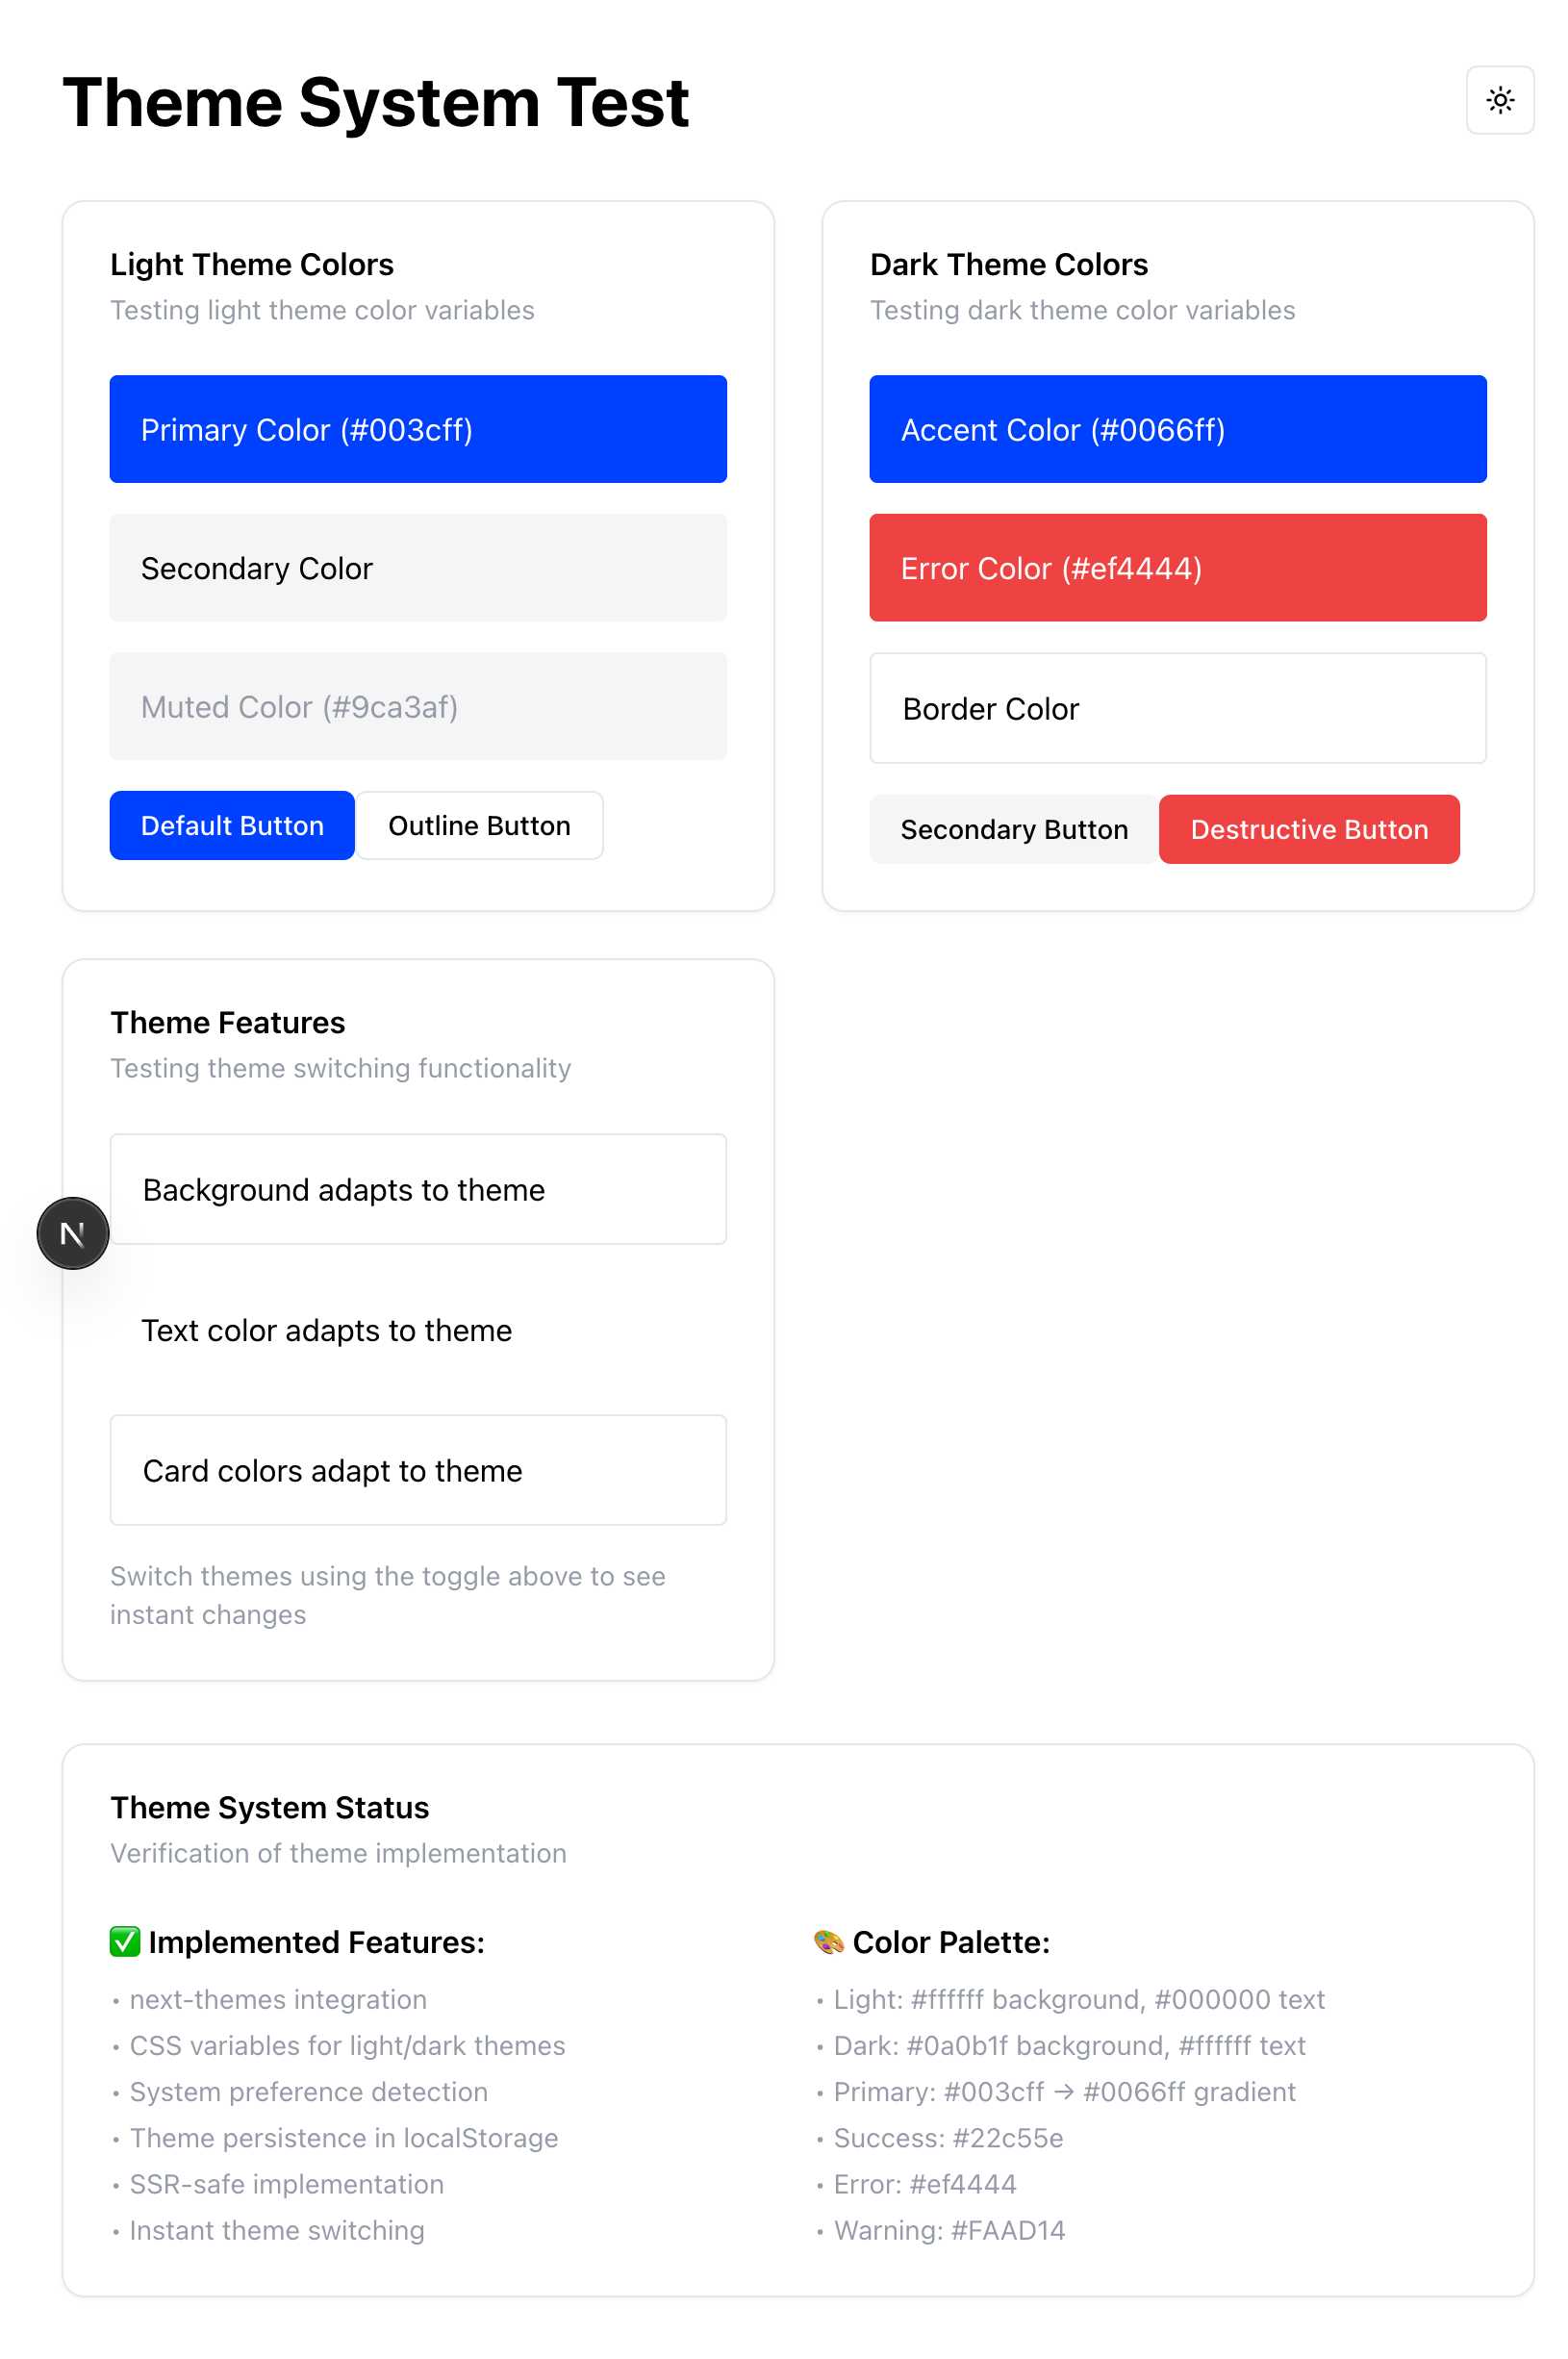 Theme System Test
Light Theme Colors
Testing light theme color variables
Primary Color (#003cff)
Secondary Color
Muted Color (#9ca3af)
Default Button
Outline Button
Dark Theme Colors
Testing dark theme color variables
Accent Color (#0066ff)
Error Color (#ef4444)
Border Color
Secondary Button
Destructive Button
Theme Features
Testing theme switching functionality
Background adapts to theme
N
Text color adapts to theme
Card colors adapt to theme
Switch themes using the toggle above to see
instant changes
Theme System Status
Verification of theme implementation
✅ Implemented Features:
• next-themes integration
• CSS variables for light/dark themes
• System preference detection
• Theme persistence in localStorage
• SSR-safe implementation
• Instant theme switching
🎨 Color Palette:
• Light: #ffffff background, #000000 text
• Dark: #0a0b1f background, #ffffff text
• Primary: #003cff → #0066ff gradient
• Success: #22c55e
• Error: #ef4444
• Warning: #FAAD14